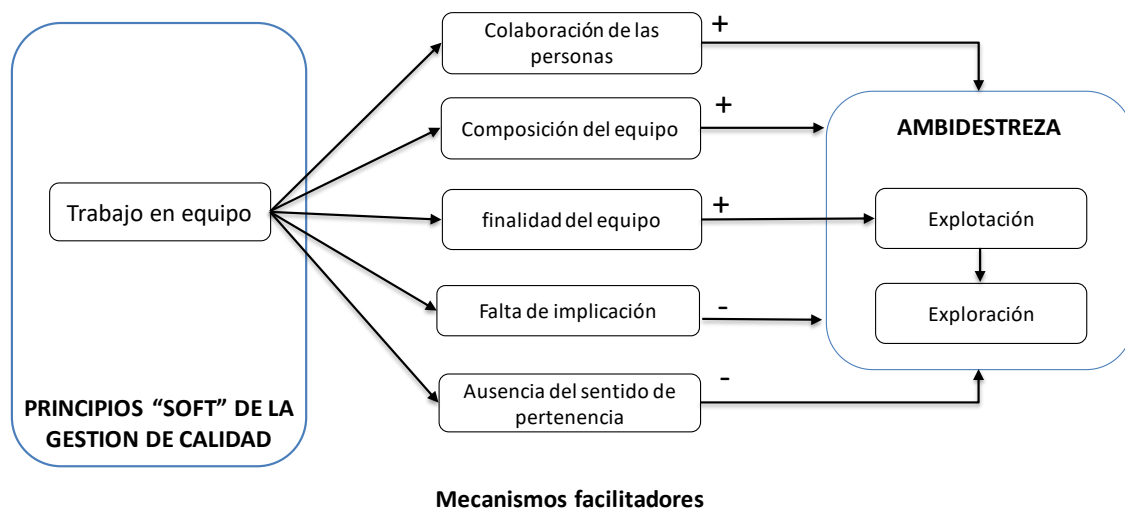 Colaboración de las
personas
+
Composición del equipo
+
AMBIDESTREZA
Trabajo en equipo
finalidad del equipo
+
Explotación
Falta de implicación
-
Exploración
Ausencia del sentido de
pertenencia
-
PRINCIPIOS “SOFT” DE LA
GESTION DE CALIDAD
Mecanismos facilitadores